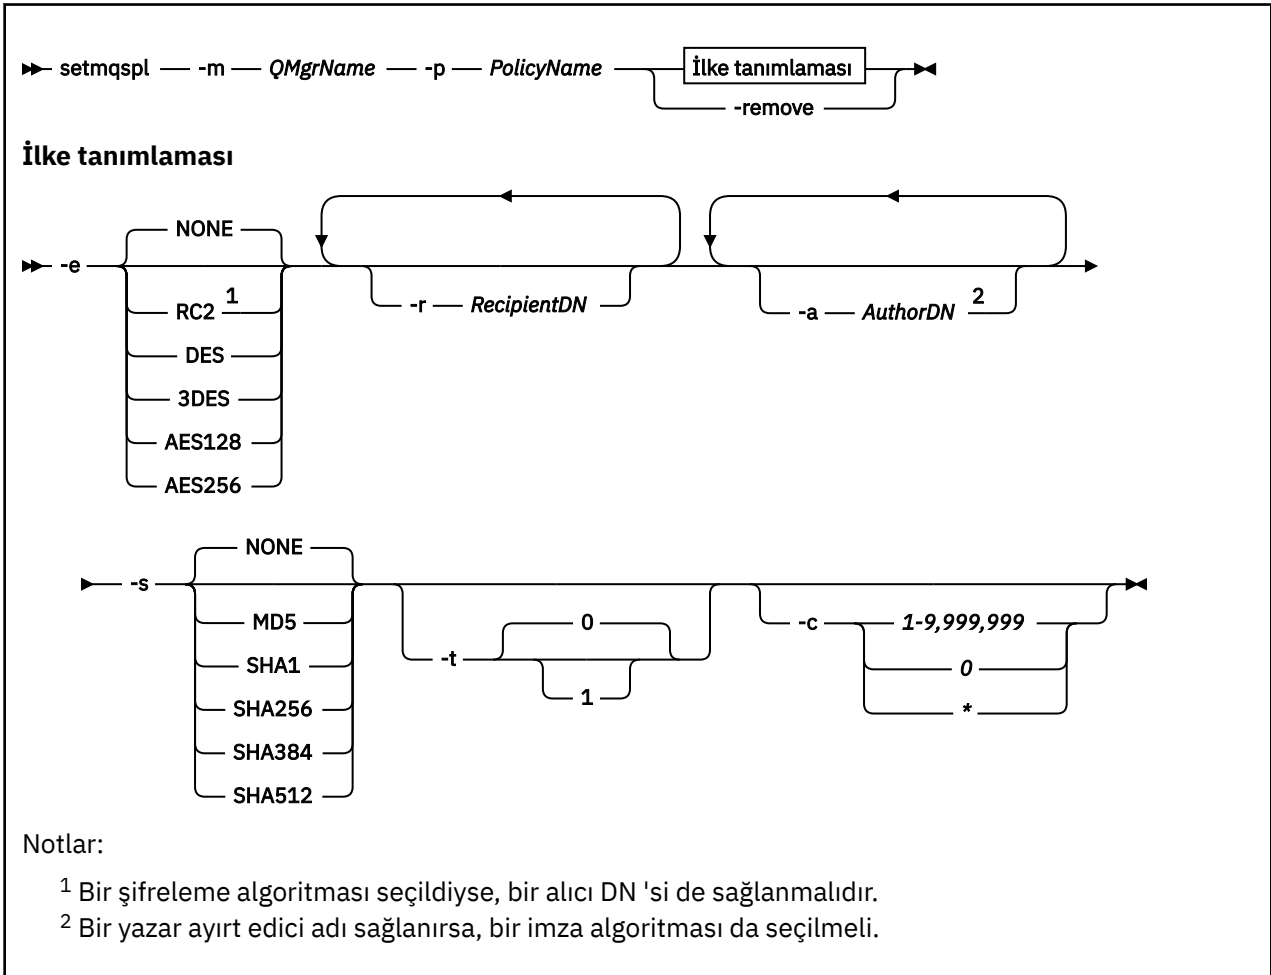 setmqspl -m QMgrName -p PolicyName İlke tanımlaması
-remove
İlke tanımlaması
NONE
-e
RC2 1
-r RecipientDN
-a AuthorDN 2
DES
3DES
AES128
AES256
NONE
-s
MD5
SHA1
SHA256
SHA384
SHA512
0
-t
1
-c 1-9,999,999
0
*
Notlar:
1 Bir şifreleme algoritması seçildiyse, bir alıcı DN 'si de sağlanmalıdır.
2 Bir yazar ayırt edici adı sağlanırsa, bir imza algoritması da seçilmeli.